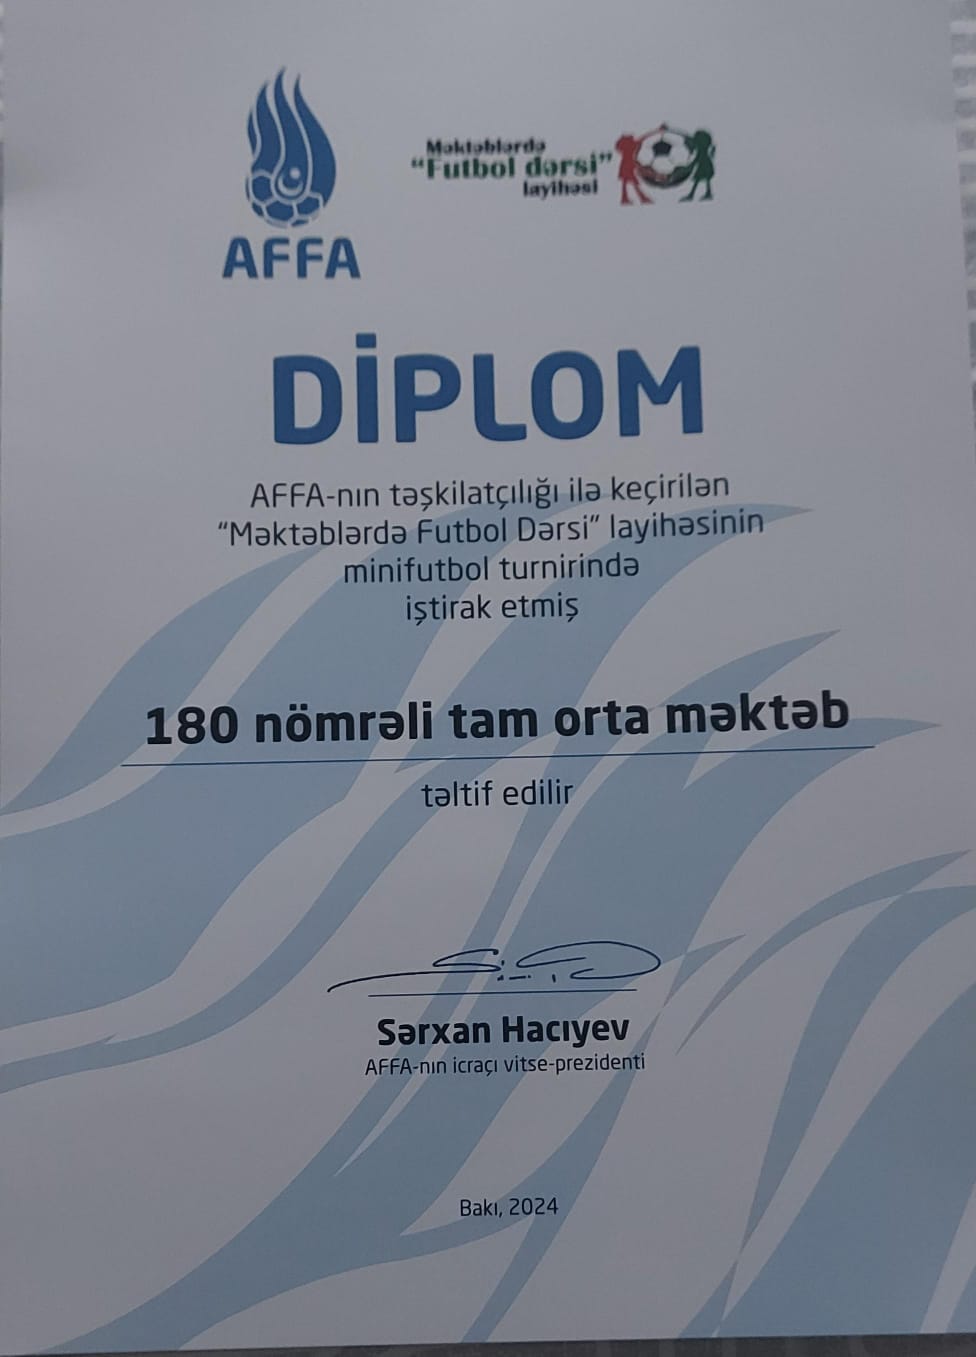 AFFA
Məktəblərdə
“Futbol dərsi”
layihəsi
DİPLOM
AFFA-nın təşkilatçılığı ilə keçirilən
“Məktəblərdə Futbol Dərsi” layihəsinin
minifutbol turnirində
iştirak etmiş
180 nömrəli tam orta məktəb
təltif edilir
Sərxan Hacıyev
AFFA-nın icraçı vitse-prezidenti
Bakı, 2024